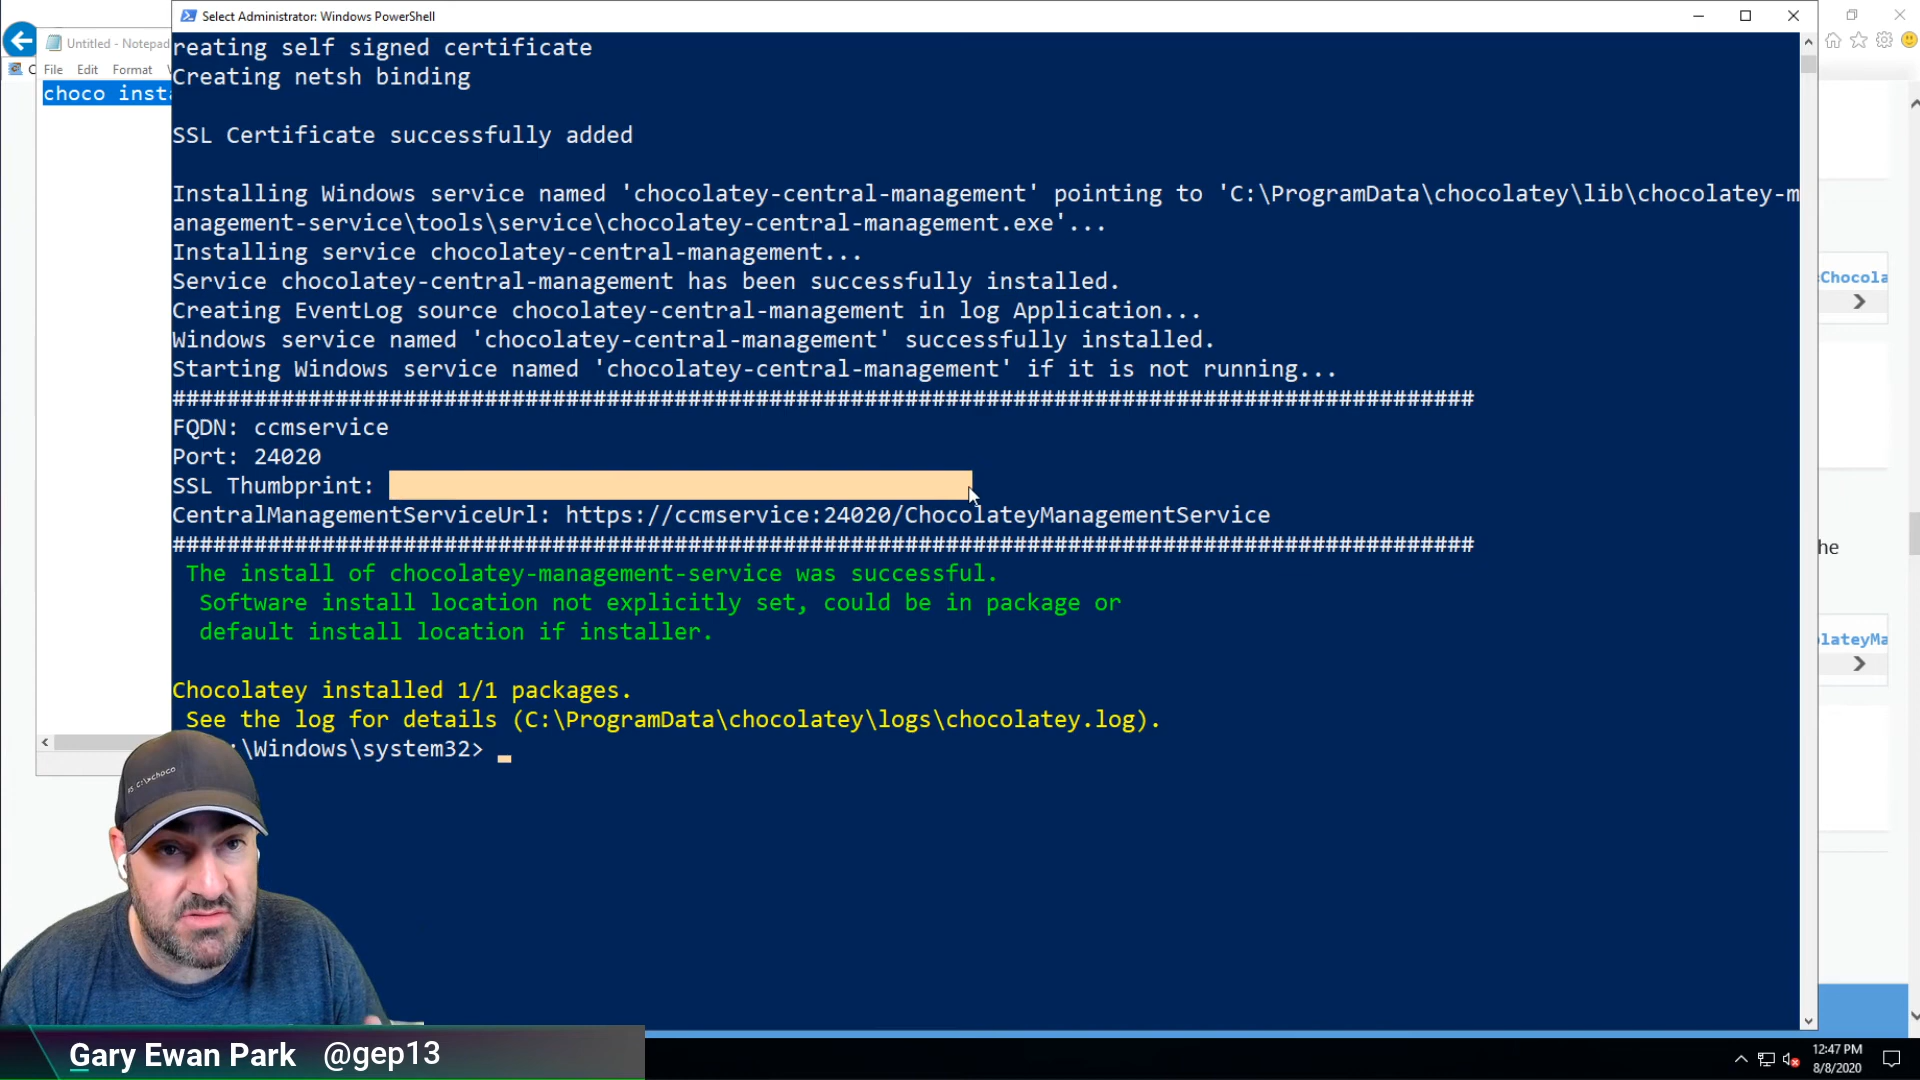 Select Administrator: Windows PowerShell
Untitled - Notepad
File Edit Format
choco insta
reating self signed certificate
Creating netsh binding
SSL Certificate successfully added
Installing Windows service named 'chocolatey-central-management' pointing to 'C:\ProgramData\chocolatey\lib\chocolatey-m
anagement-service\tools\service\chocolatey-central-management.exe'...
Installing service chocolatey-central-management...
Service chocolatey-central-management has been successfully installed.
Creating EventLog source chocolatey-central-management in log Application...
Windows service named 'chocolatey-central-management' successfully installed.
Starting Windows service named 'chocolatey-central-management' if it is not running...
################################################################################################
FQDN: ccmservice
Port: 24020
SSL Thumbprint:
CentralManagementServiceUrl: https://ccmservice:24020/ChocolateyManagementService
################################################################################################
The install of chocolatey-management-service was successful.
Software install location not explicitly set, could be in package or
default install location if installer.
Chocolatey installed 1/1 packages.
See the log for details (C:\ProgramData\chocolatey\logs\chocolatey.log).
:\Windows\system32>
Chocola
he
lateyMa
PS C:\>choco
Gary Ewan Park @gep13
12:47 PM
8/8/2020